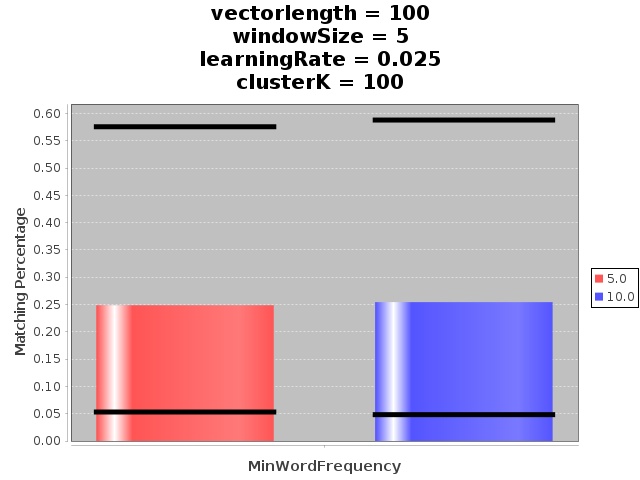 vectorlength = 100
windowSize = 5
learningRate = 0.025
clusterK = 100
Matching Percentage
0.60
0.55
0.50
0.45
0.40
0.35
0.30
0.25
0.20
0.15
0.10
0.05
0.00
MinWordFrequency
5.0
10.0